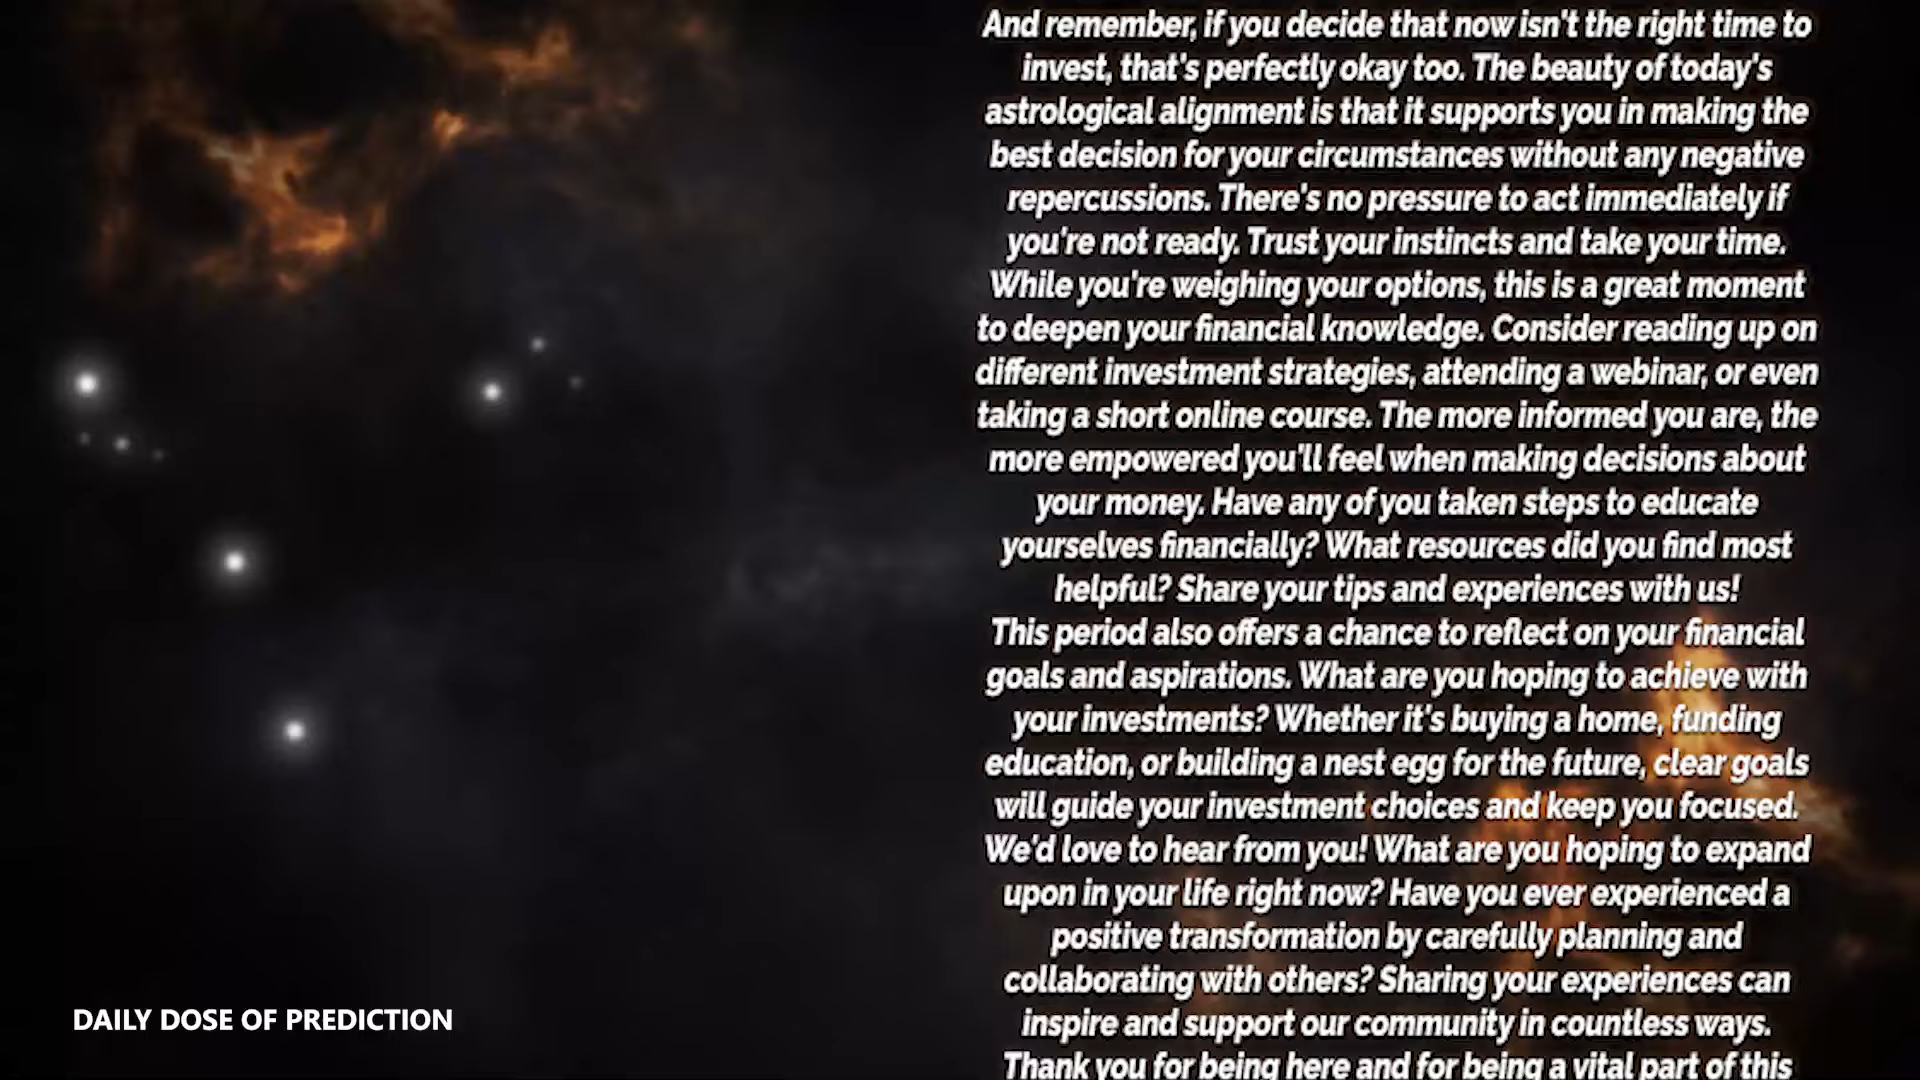 And remember, if you decide that now isn't the right time to
invest, that's perfectly okay too. The beauty of today's
astrological alignment is that it supports you in making the
best decision for your circumstances without any negative
repercussions. There's no pressure to act immediately if
you're not ready. Trust your instincts and take your time.
While you're weighing your options, this is a great moment
to deepen your financial knowledge. Consider reading up on
different investment strategies, attending a webinar, or even
taking a short online course. The more informed you are, the
more empowered you'll feel when making decisions about
your money. Have any of you taken steps to educate
yourselves financially? What resources did you find most
helpful? Share your tips and experiences with us!
This period also offers a chance to reflect on your financial
goals and aspirations. What are you hoping to achieve with
your investments? Whether it's buying a home, funding
education, or building a nest egg for the future, clear goals
will guide your investment choices and keep you focused.
We'd love to hear from you! What are you hoping to expand
upon in your life right now? Have you ever experienced a
positive transformation by carefully planning and
collaborating with others? Sharing your experiences can
inspire and support our community in countless ways.
Thank you for being here and for being a vital part of this
DAILY DOSE OF PREDICTION